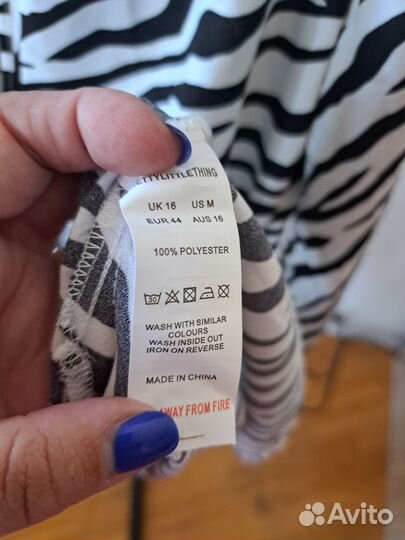 TTYLITTLETHING
UK 16 US M
EUR 44 AUS 16
100% POLYESTER
30
WASH WITH SIMILAR
COLOURS
WASH INSIDE OUT
IRON ON REVERSE
MADE IN CHINA
AWAY FROM FIRE
Avito